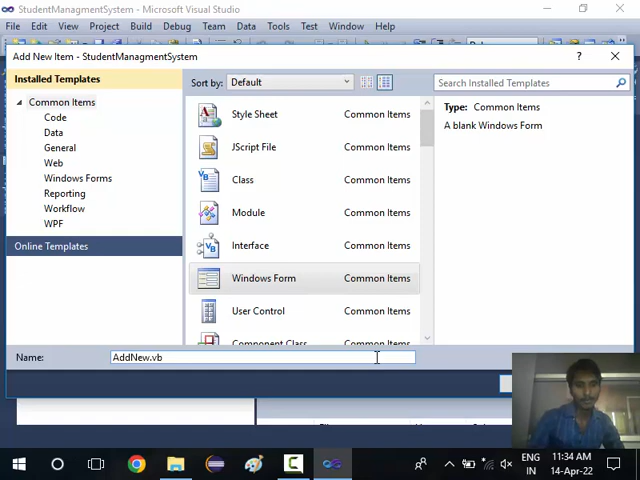 StudentManagmentSystem - Microsoft Visual Studio
File Edit View Project Build Debug Team Data Tools Test Window Help
Add New Item - StudentManagmentSystem
Installed Templates
Sort by: Default
Search Installed Templates
Common Items
Code
Data
General
Web
Windows Forms
Reporting
Workflow
WPF
Online Templates
Style Sheet Common Items
JScript File Common Items
Class Common Items
Module Common Items
Interface Common Items
Windows Form Common Items
User Control Common Items
Component Class Common Items
Type: Common Items
A blank Windows Form
Name: AddNew.vb
ENG 11:34 AM
IN 14-Apr-22